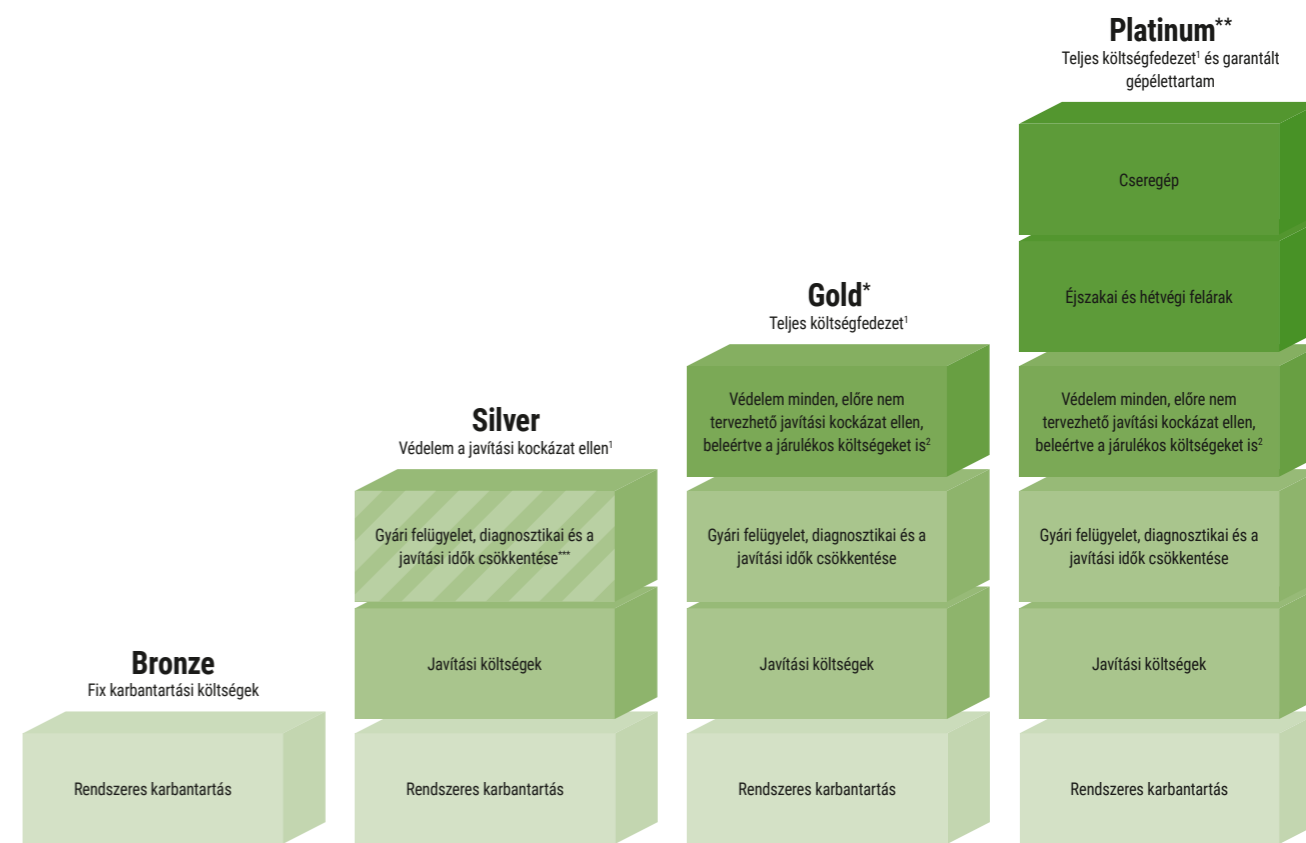 Platinum**
Teljes költségfedezet¹ és garantált
gépélettartam
Cseregép
Éjszakai és hétvégi felárak
Védelem minden, előre nem
tervezhető javítási kockázat ellen,
beleértve a járulékos költségeket is²
Gyári felügyelet, diagnosztikai és a
javítási idők csökkentése
Javítási költségek
Rendszeres karbantartás
Gold*
Teljes költségfedezet¹
Védelem minden, előre nem
tervezhető javítási kockázat ellen,
beleértve a járulékos költségeket is²
Gyári felügyelet, diagnosztikai és a
javítási idők csökkentése
Javítási költségek
Rendszeres karbantartás
Silver
Védelem a javítási kockázat ellen¹
Gyári felügyelet, diagnosztikai és a
javítási idők csökkentése***
Javítási költségek
Rendszeres karbantartás
Bronze
Fix karbantartási költségek
Rendszeres karbantartás